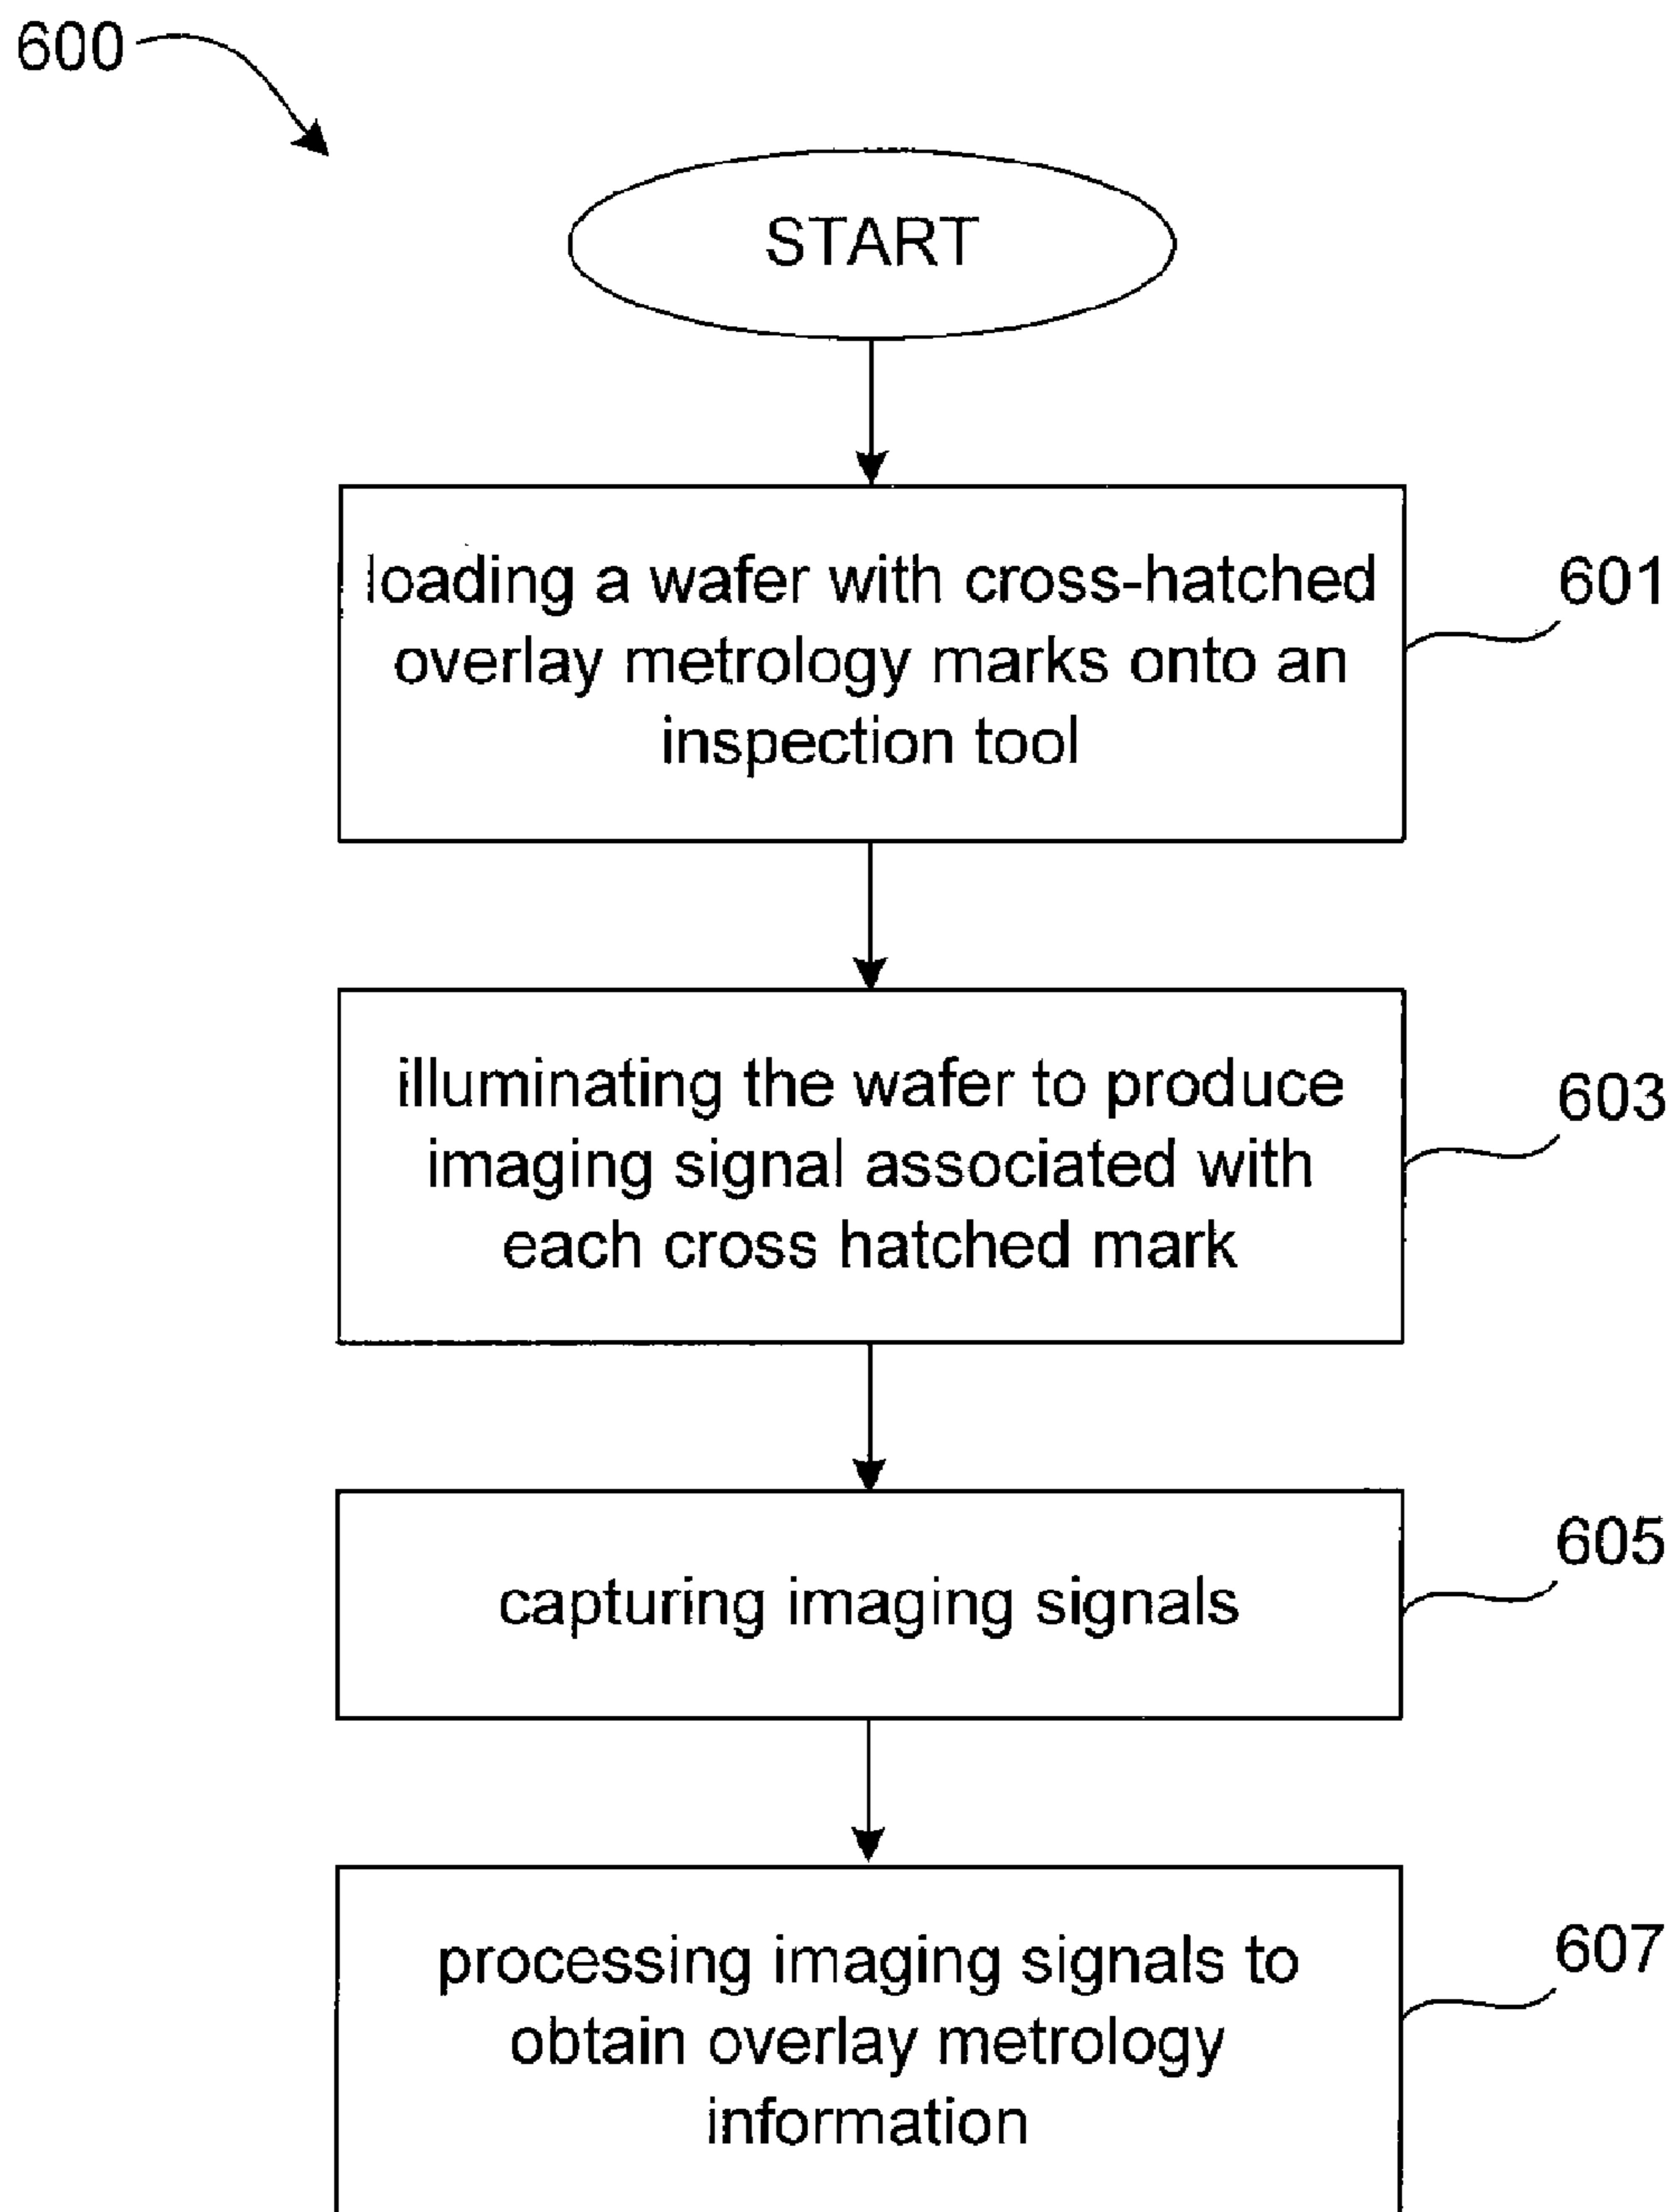 600
START
loading a wafer with cross-hatched
overlay metrology marks onto an
inspection tool
601
illuminating the wafer to produce
imaging signal associated with
each cross hatched mark
603
capturing imaging signals
605
processing imaging signals to
obtain overlay metrology
information
607